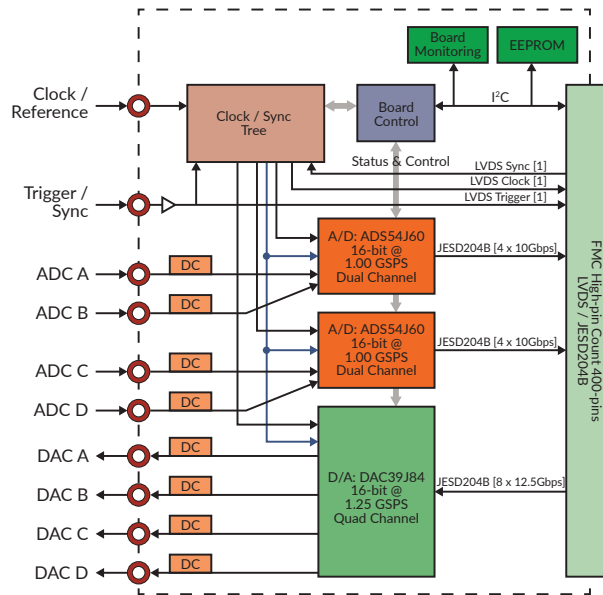 Board
Monitoring
EEPROM
Clock /
Reference
Clock / Sync
Tree
Board
Control
I²C
Status & Control
LVDS Sync [1]
LVDS Clock [1]
LVDS Trigger [1]
Trigger /
Sync
ADC A
DC
ADC B
DC
A/D: ADS54J60
16-bit @
1.00 GSPS
Dual Channel
JESD204B [4 x 10Gbps]
ADC C
DC
ADC D
DC
A/D: ADS54J60
16-bit @
1.00 GSPS
Dual Channel
JESD204B [4 x 10Gbps]
DAC A
DC
DAC B
DC
DAC C
DC
DAC D
DC
D/A: DAC39J84
16-bit @
1.25 GSPS
Quad Channel
JESD204B [8 x 12.5Gbps]
FMC High-pin Count 400-pins
LVDS / JESD204B